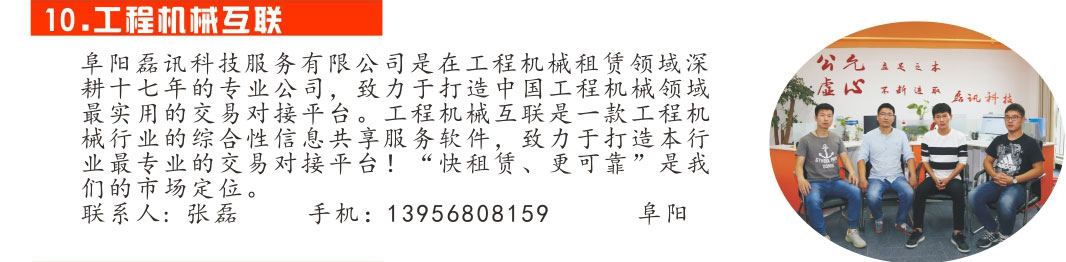 10.工程机械互联
阜阳磊讯科技服务有限公司是在工程机械租赁领域深
耕十七年的专业公司，致力于打造中国工程机械领域
最实用的交易对接平台。工程机械互联是一款工程机
械行业的综合性信息共享服务软件，致力于打造本行
业最专业的交易对接平台！“快租赁、更可靠”是我
们的市场定位。
联系人：张磊 手机：13956808159 阜阳
公气 立足之本
虚心 不断进取
磊讯科技